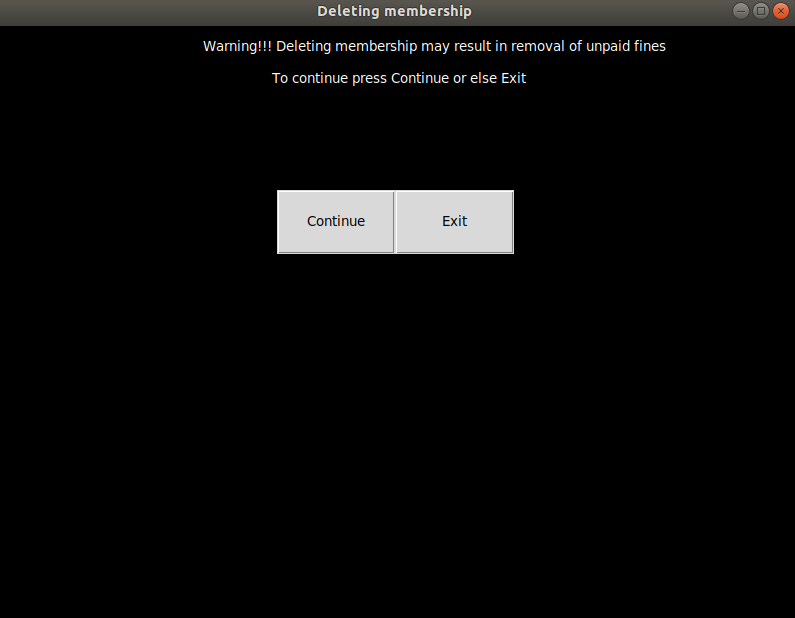 Deleting membership
Warning!!! Deleting membership may result in removal of unpaid fines
To continue press Continue or else Exit
Continue
Exit